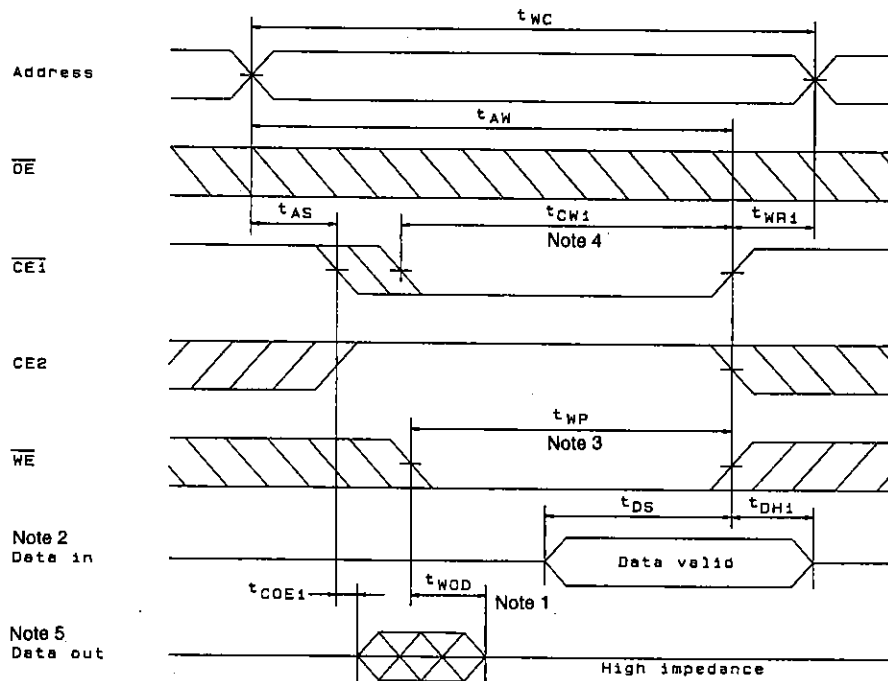 tWC
Address
tAW
OE
tAS
tCW1
tWR1
Note 4
CE1
CE2
tWP
Note 3
WE
tDS
tDH1
Note 2
Data in
Data valid
tCOE1
tWOD
Note 1
Note 5
Data out
High impedance